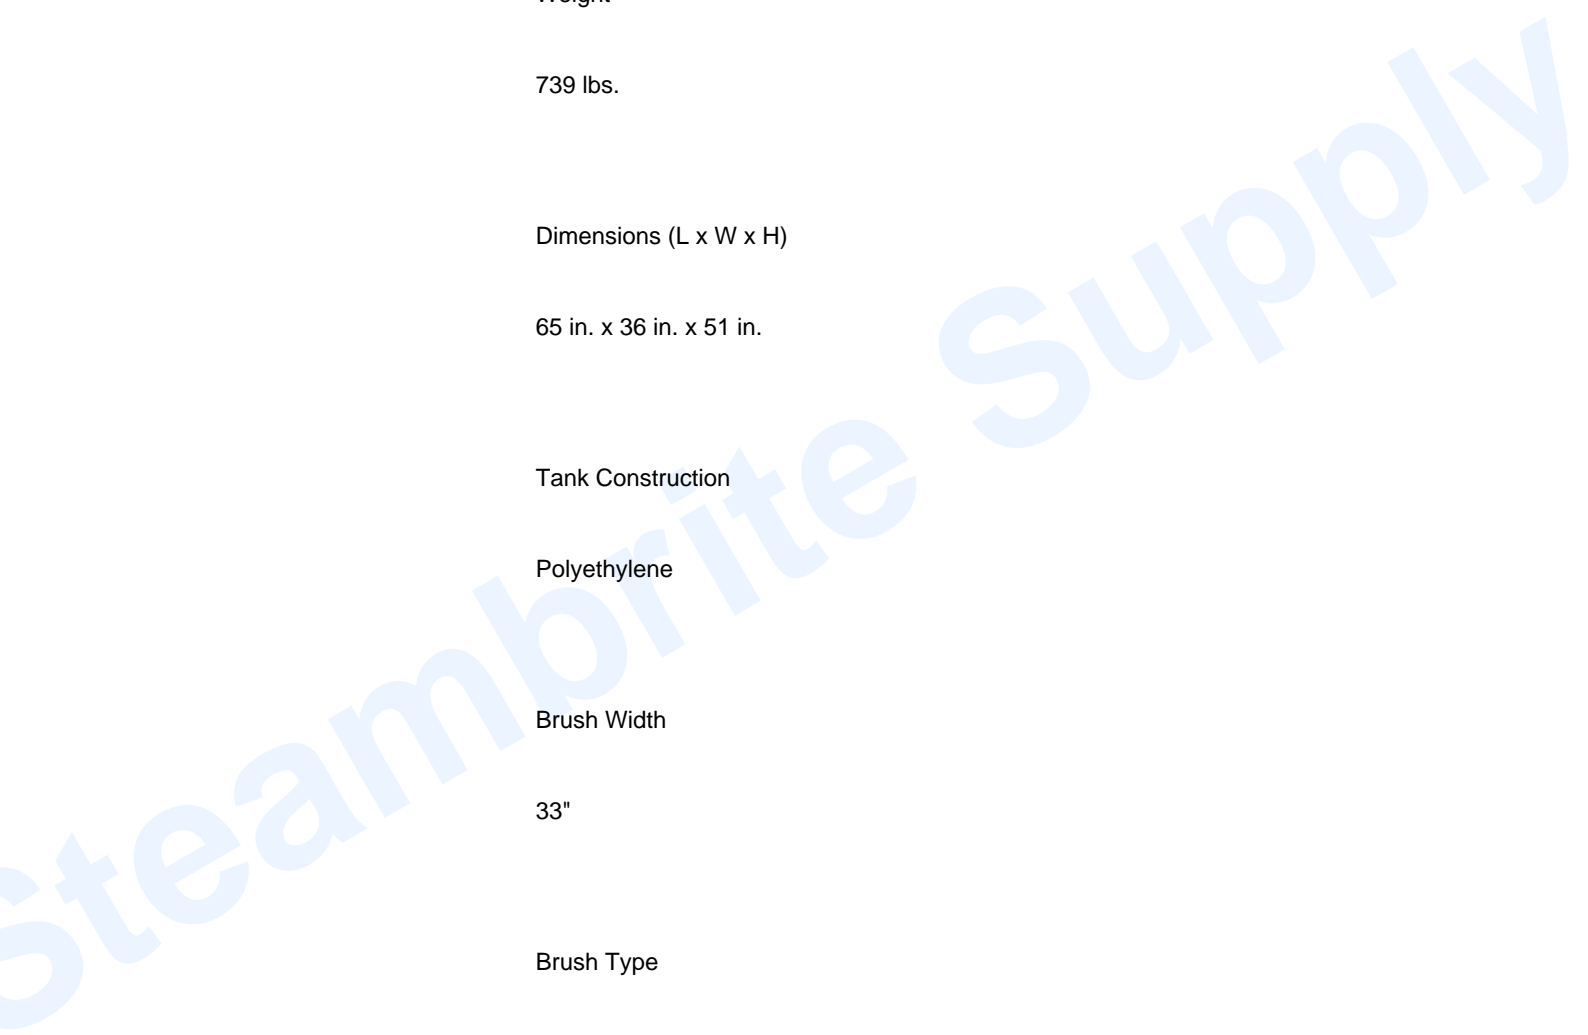 Weight
739 lbs.
Dimensions (L x W x H)
65 in. x 36 in. x 51 in.
Tank Construction
Polyethylene
Brush Width
33"
Brush Type
Steambrite Supply